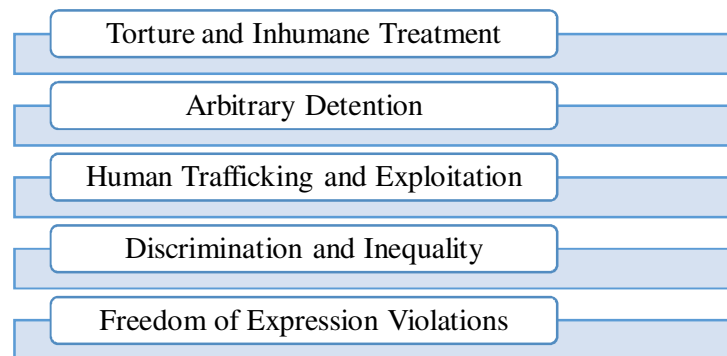 Torture and Inhumane Treatment
Arbitrary Detention
Human Trafficking and Exploitation
Discrimination and Inequality
Freedom of Expression Violations